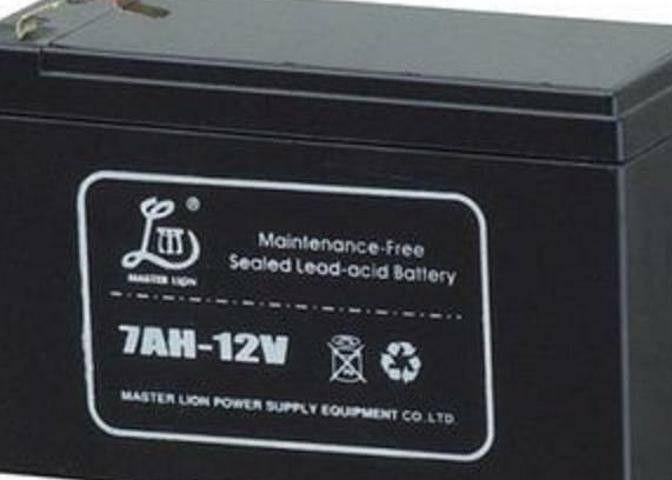 ®
Maintenance-Free
Sealed Lead-acid Battery
MASTER LION
7AH-12V
MASTER LION POWER SUPPLY EQUIPMENT CO.LTD.